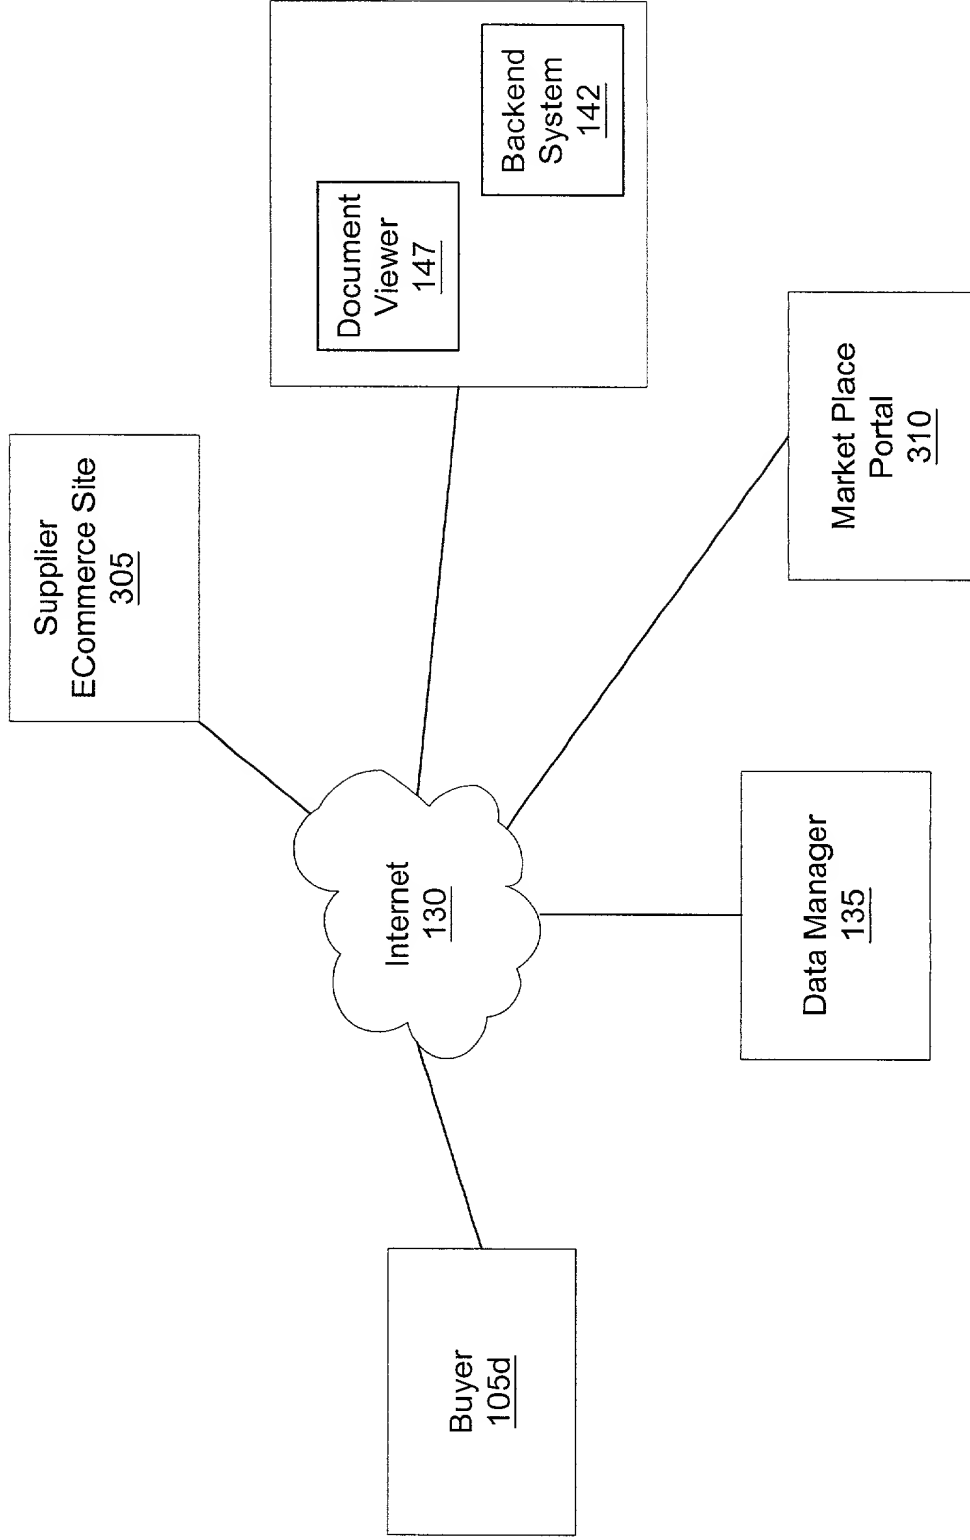 Supplier
ECommerce Site
305
Document
Viewer
147
Backend
System
142
Internet
130
Buyer
105d
Data Manager
135
Market Place
Portal
310